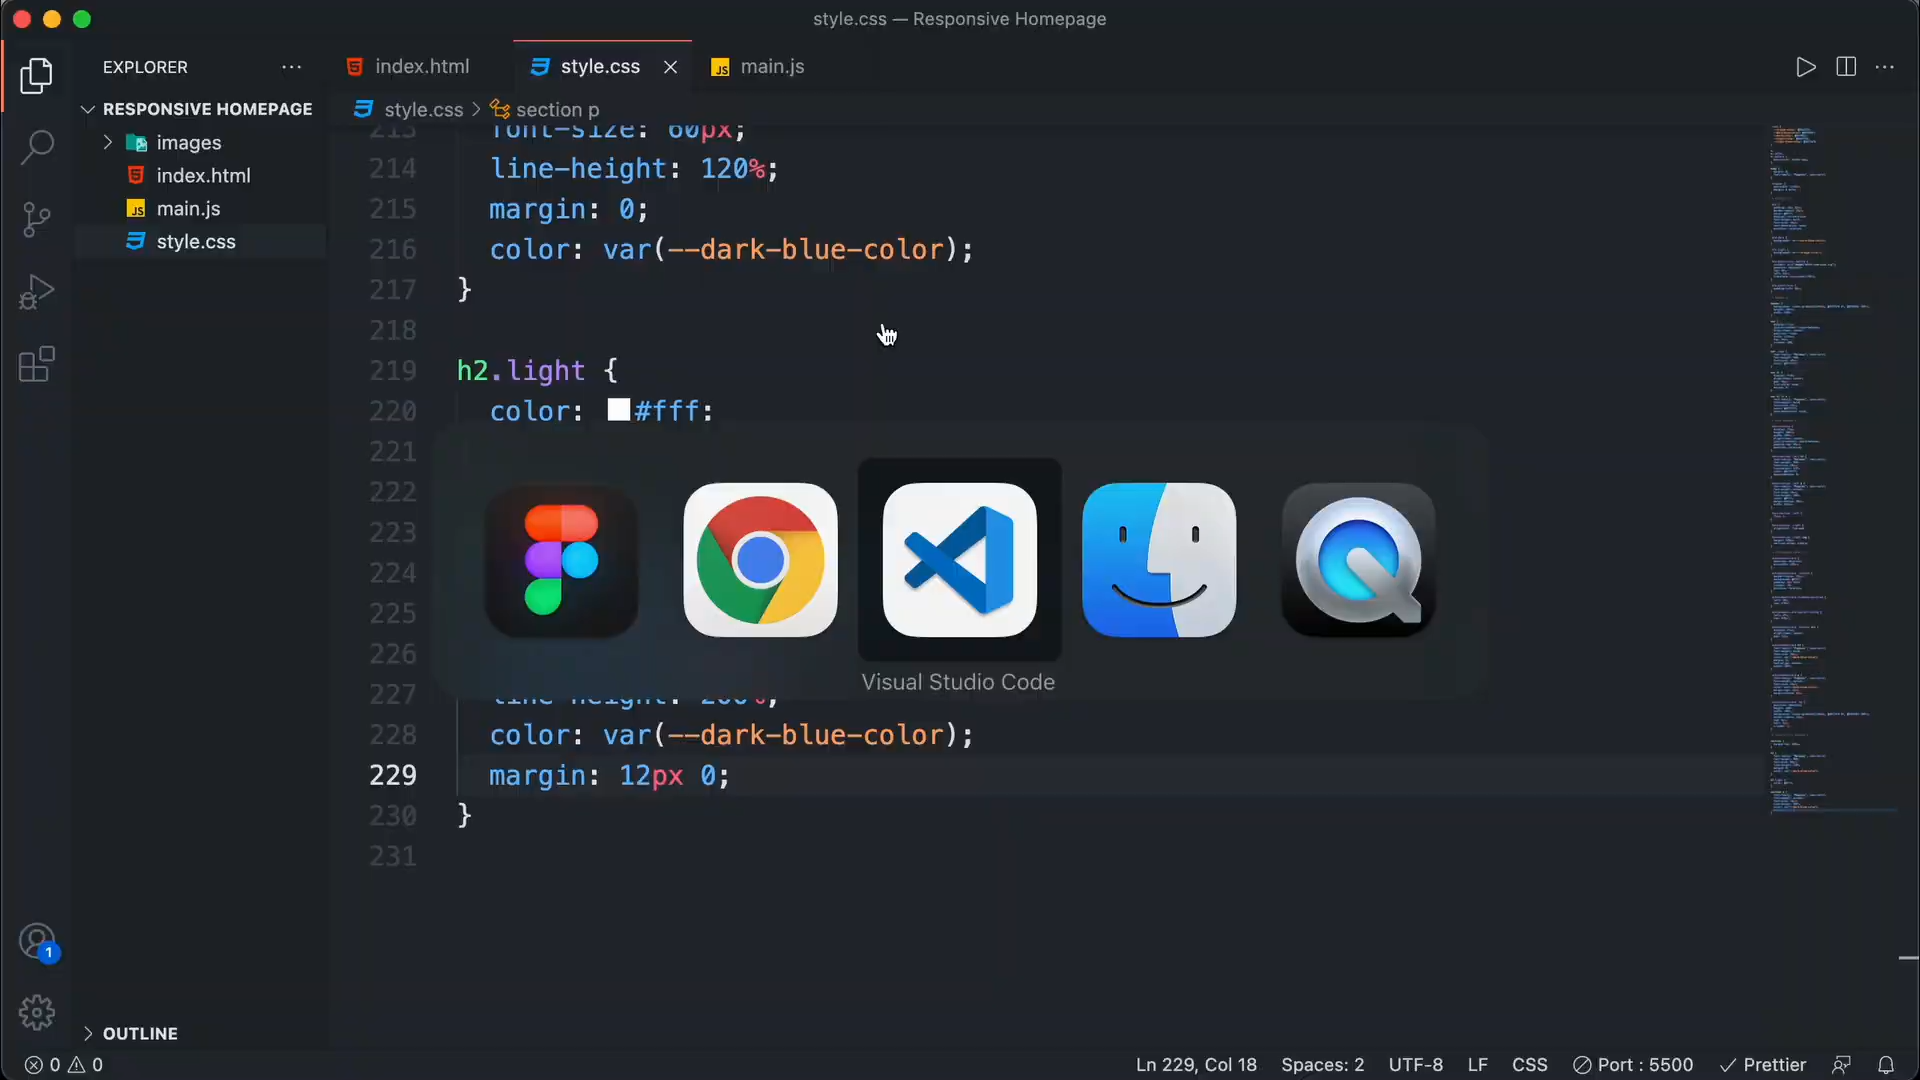 style.css — Responsive Homepage
EXPLORER
index.html
style.css
JS main.js
RESPONSIVE HOMEPAGE
images
index.html
JS main.js
style.css
OUTLINE
style.css > section p
213 font-size: 60px;
214 line-height: 120%;
215 margin: 0;
216 color: var(--dark-blue-color);
217 }
218
219 h2.light {
220 color: #fff;
221
222
223
224
225
226
227 line-height: 200%;
228 color: var(--dark-blue-color);
229 margin: 12px 0;
230 }
231
Visual Studio Code
1
0 0
Ln 229, Col 18
Spaces: 2
UTF-8
LF
CSS
Port : 5500
Prettier